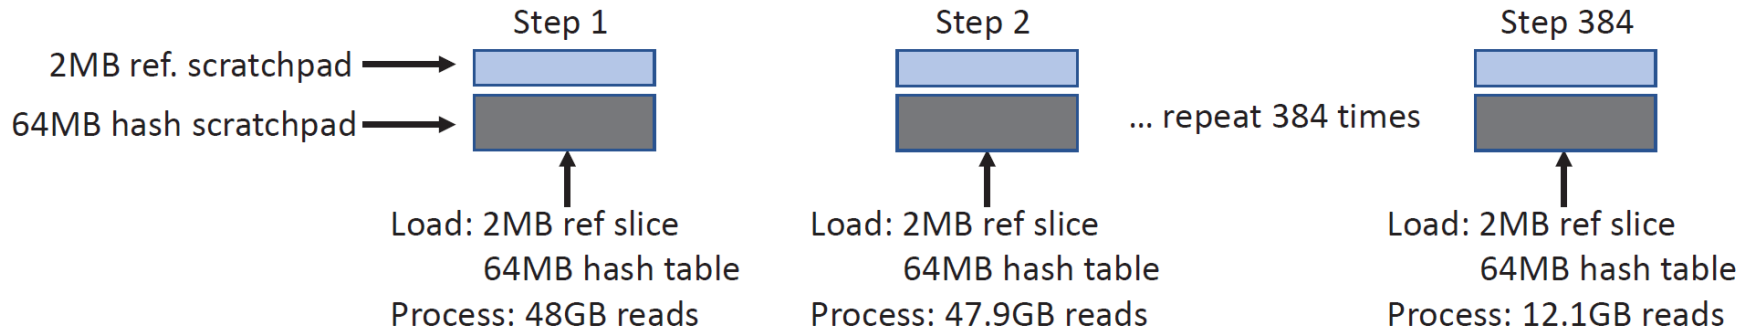 Step 1
Step 2
Step 384
2MB ref. scratchpad
64MB hash scratchpad
... repeat 384 times
Load: 2MB ref slice
64MB hash table
Process: 48GB reads
Load: 2MB ref slice
64MB hash table
Process: 47.9GB reads
Load: 2MB ref slice
64MB hash table
Process: 12.1GB reads